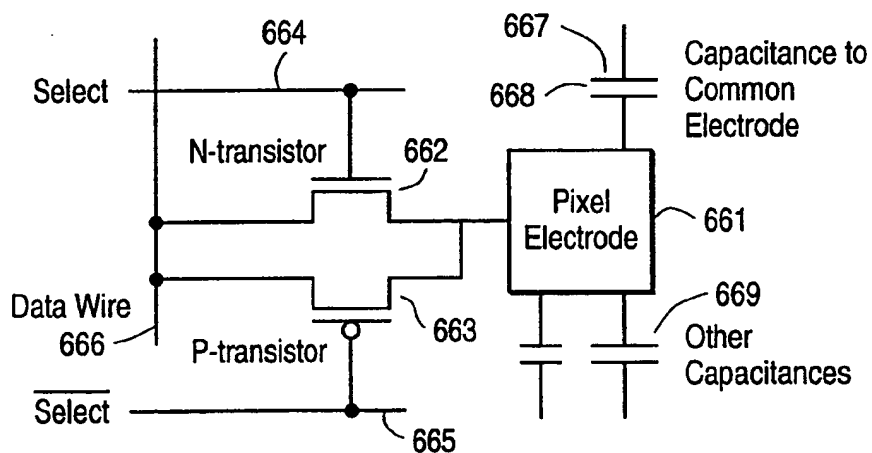 664
667
Select
668
Capacitance to
Common
Electrode
N-transistor
662
Pixel
Electrode
661
Data Wire
666
663
669
P-transistor
Other
Capacitances
Select
665